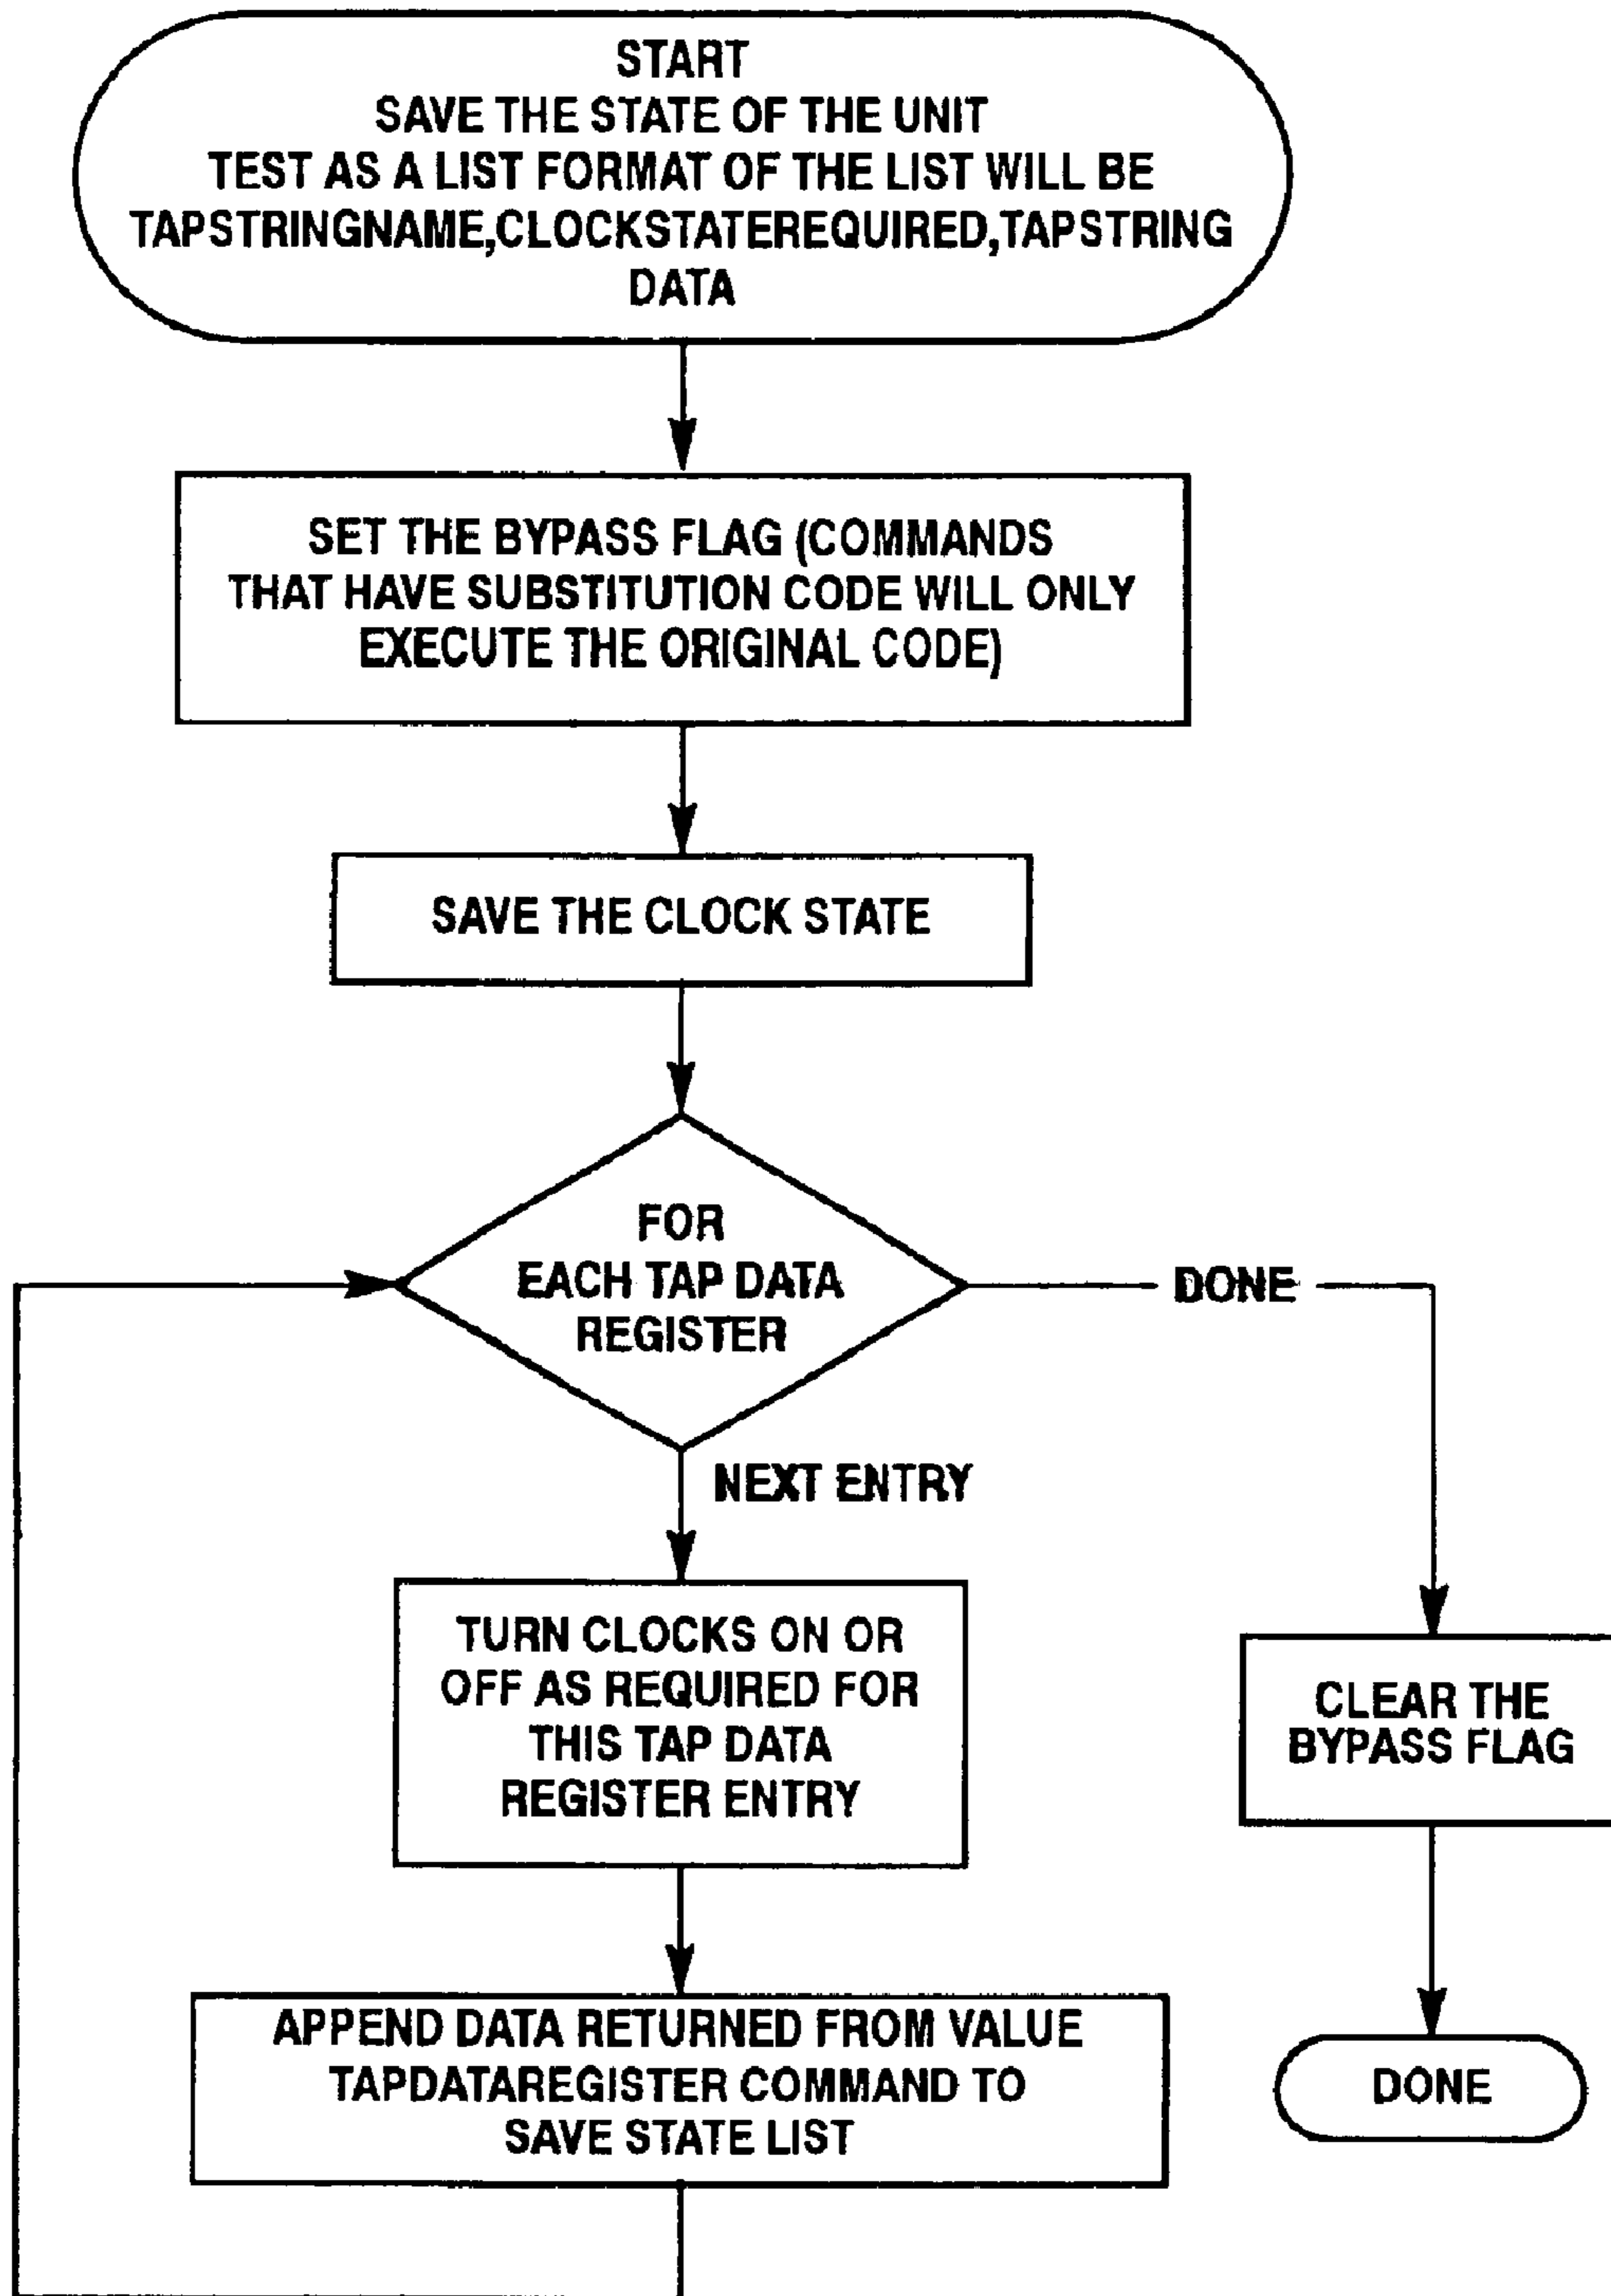 START
SAVE THE STATE OF THE UNIT
TEST AS A LIST FORMAT OF THE LIST WILL BE
TAPSTRINGNAME,CLOCKSTATEREQUIRED,TAPSTRING
DATA
SET THE BYPASS FLAG (COMMANDS
THAT HAVE SUBSTITUTION CODE WILL ONLY
EXECUTE THE ORIGINAL CODE)
SAVE THE CLOCK STATE
FOR
EACH TAP DATA
REGISTER
DONE
NEXT ENTRY
TURN CLOCKS ON OR
OFF AS REQUIRED FOR
THIS TAP DATA
REGISTER ENTRY
CLEAR THE
BYPASS FLAG
APPEND DATA RETURNED FROM VALUE
TAPDATAREGISTER COMMAND TO
SAVE STATE LIST
DONE